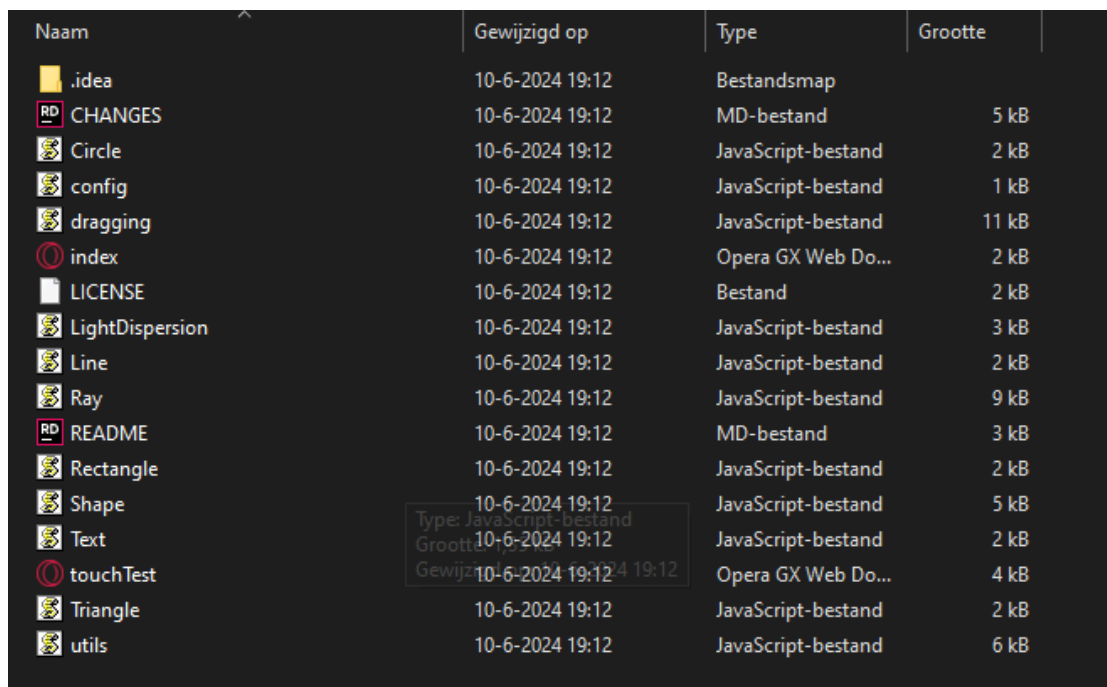 Naam Gewijzigd op Type Grootte
.idea 10-6-2024 19:12 Bestandsmap
RD CHANGES 10-6-2024 19:12 MD-bestand 5 kB
Circle 10-6-2024 19:12 JavaScript-bestand 2 kB
config 10-6-2024 19:12 JavaScript-bestand 1 kB
dragging 10-6-2024 19:12 JavaScript-bestand 11 kB
index 10-6-2024 19:12 Opera GX Web Do... 2 kB
LICENSE 10-6-2024 19:12 Bestand 2 kB
LightDispersion 10-6-2024 19:12 JavaScript-bestand 3 kB
Line 10-6-2024 19:12 JavaScript-bestand 2 kB
Ray 10-6-2024 19:12 JavaScript-bestand 9 kB
RD README 10-6-2024 19:12 MD-bestand 3 kB
Rectangle 10-6-2024 19:12 JavaScript-bestand 2 kB
Shape 10-6-2024 19:12 JavaScript-bestand 5 kB
Type: JavaScript-bestand
Text 10-6-2024 19:12 JavaScript-bestand 2 kB
Grootte: kB
touchTest 10-6-2024 19:12 Opera GX Web Do... 4 kB
Gewijzigd 19:12
Triangle 10-6-2024 19:12 JavaScript-bestand 2 kB
utils 10-6-2024 19:12 JavaScript-bestand 6 kB